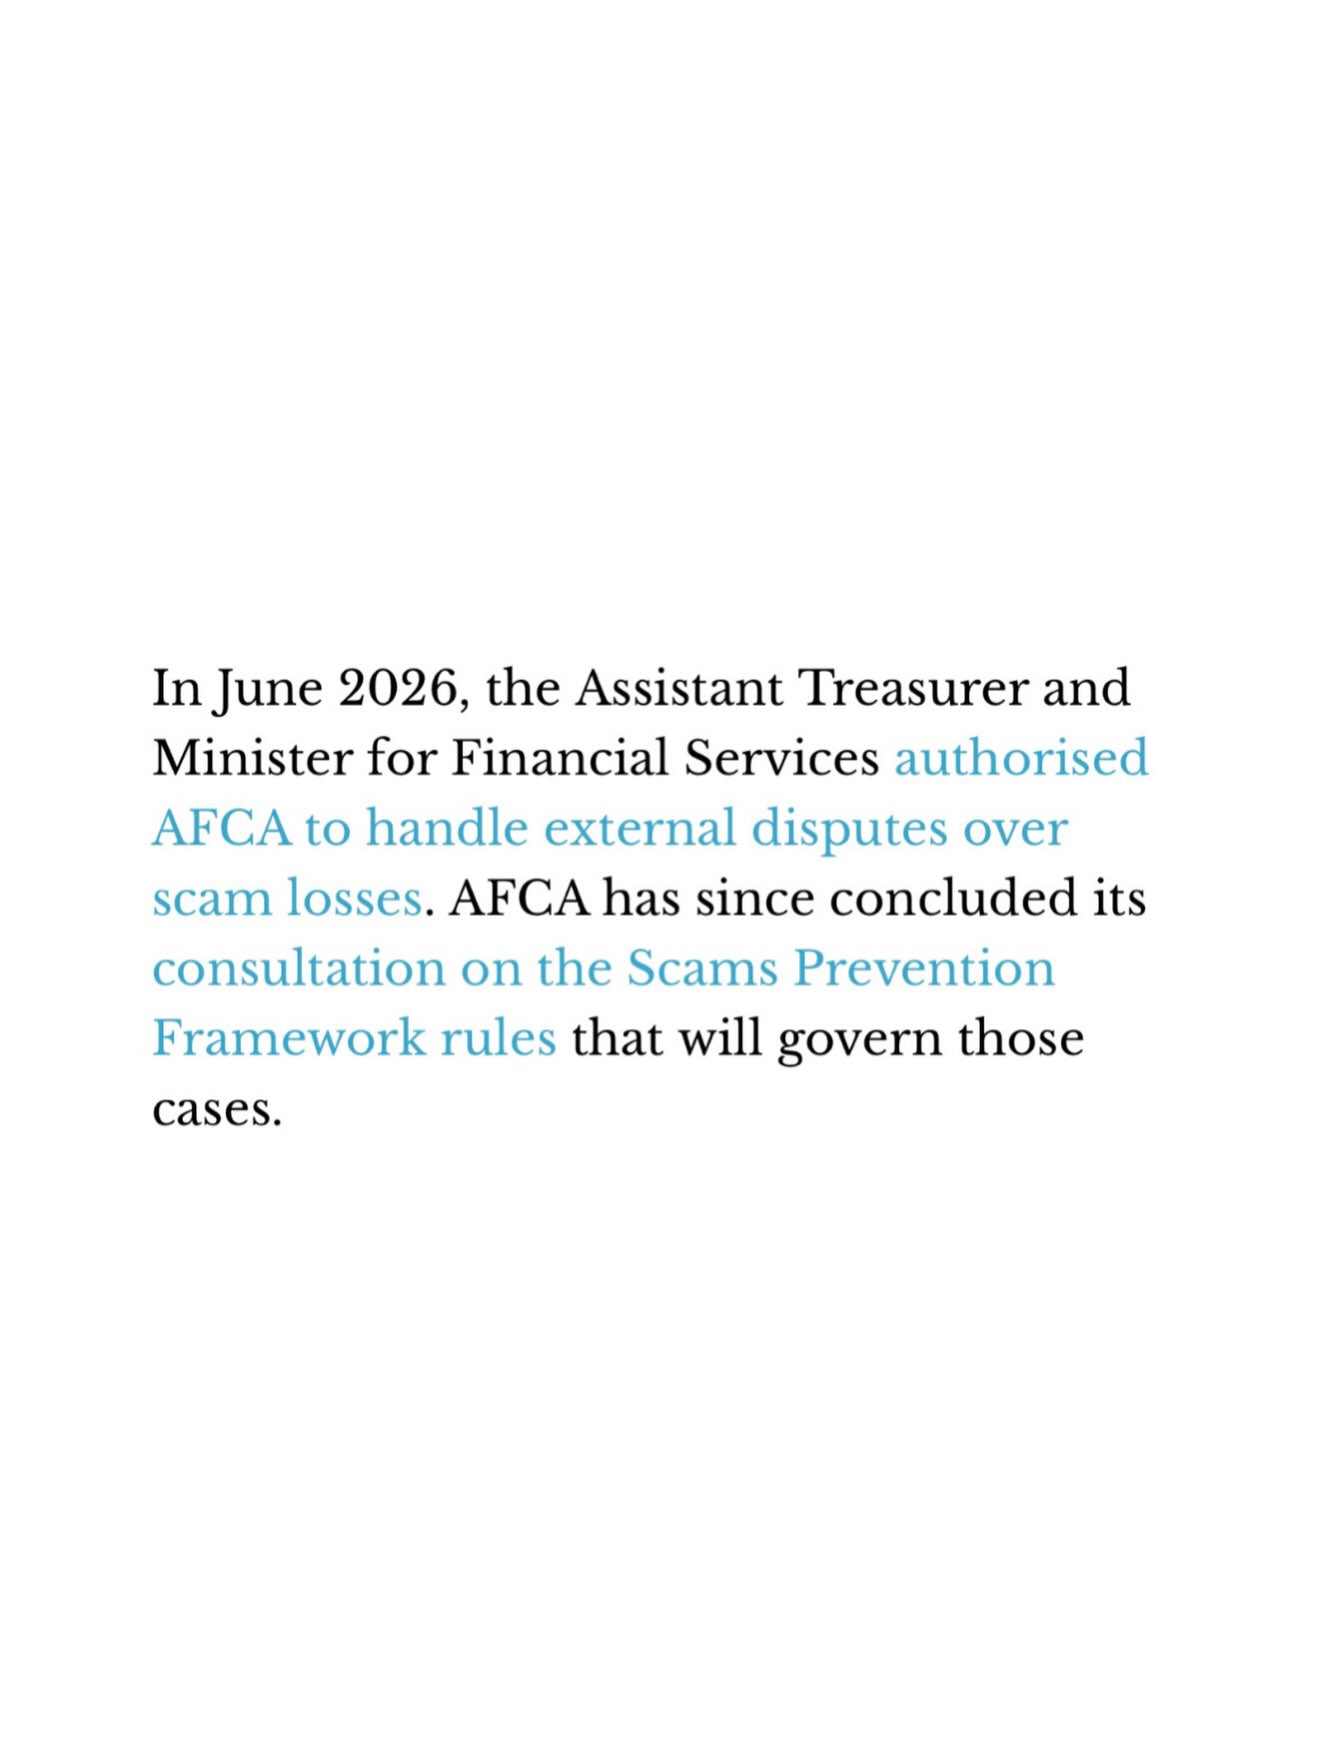 In June 2026, the Assistant Treasurer and
Minister for Financial Services authorised
AFCA to handle external disputes over
scam losses. AFCA has since concluded its
consultation on the Scams Prevention
Framework rules that will govern those
cases.